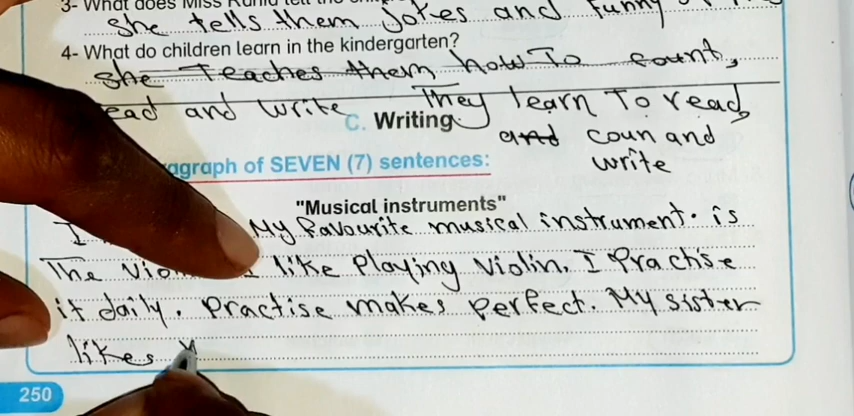 3- What does Miss Rania tell the
She tells them jokes and funny
4- What do children learn in the kindergarten?
She Teaches them how To count,
ead and write They learn To read,
C. Writing and coun and
agraph of SEVEN (7) sentences: write
"Musical instruments"
I My favourite musical instrument. is
The vio like Playing violin. I Practise
it daily. Practise makes perfect. My sister
likes
250